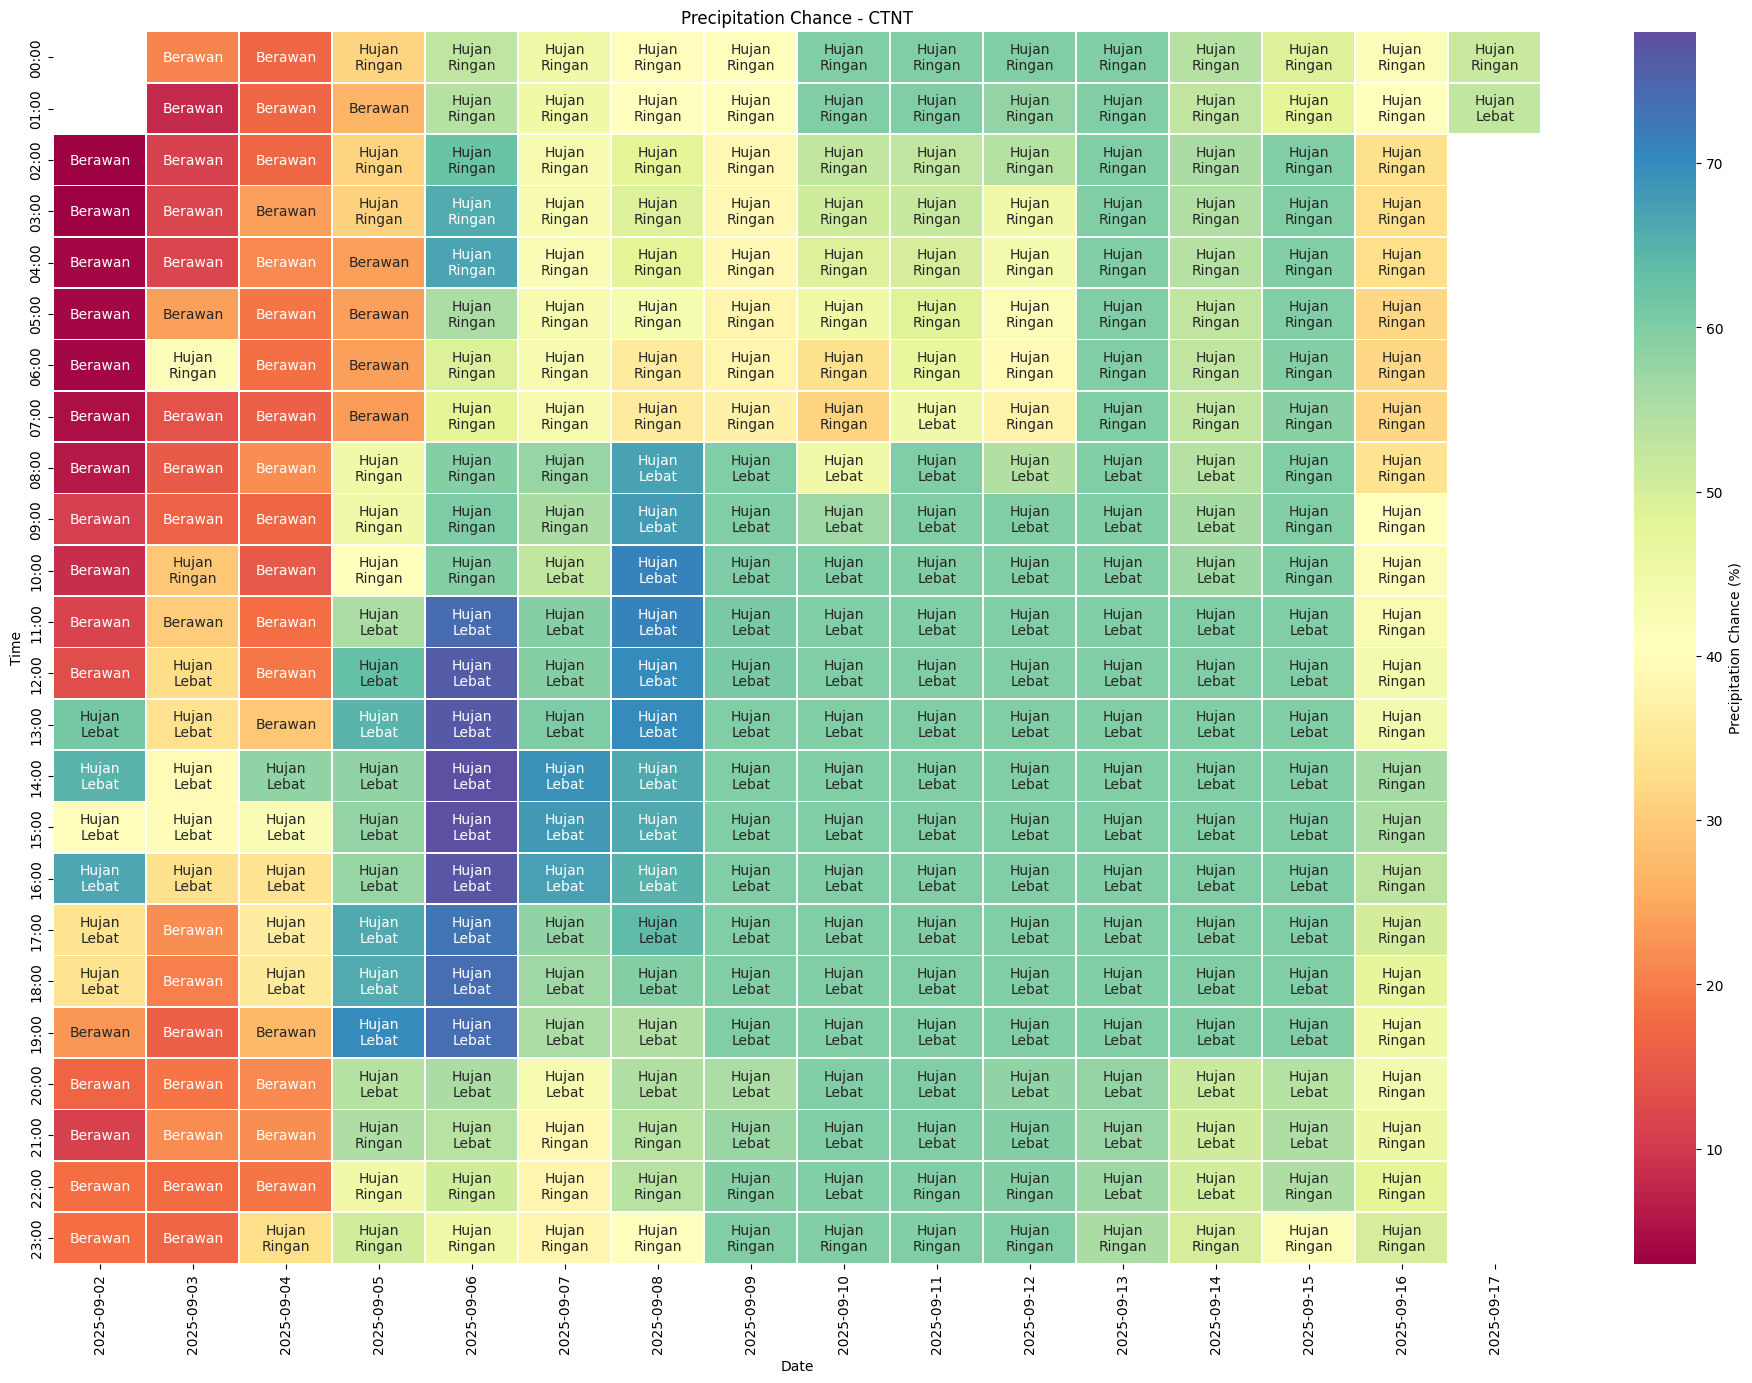 Precipitation Chance - CTNT
00:00 Berawan Berawan Hujan Ringan Hujan Ringan Hujan Ringan Hujan Ringan Hujan Ringan Hujan Ringan Hujan Ringan Hujan Ringan Hujan Ringan Hujan Ringan Hujan Ringan Hujan Ringan Hujan Ringan
01:00 Berawan Berawan Berawan Hujan Ringan Hujan Ringan Hujan Ringan Hujan Ringan Hujan Ringan Hujan Ringan Hujan Ringan Hujan Ringan Hujan Ringan Hujan Ringan Hujan Ringan Hujan Lebat
02:00 Berawan Berawan Berawan Hujan Ringan Hujan Ringan Hujan Ringan Hujan Ringan Hujan Ringan Hujan Ringan Hujan Ringan Hujan Ringan Hujan Ringan Hujan Ringan Hujan Ringan Hujan Ringan
03:00 Berawan Berawan Berawan Hujan Ringan Hujan Ringan Hujan Ringan Hujan Ringan Hujan Ringan Hujan Ringan Hujan Ringan Hujan Ringan Hujan Ringan Hujan Ringan Hujan Ringan Hujan Ringan
04:00 Berawan Berawan Berawan Berawan Hujan Ringan Hujan Ringan Hujan Ringan Hujan Ringan Hujan Ringan Hujan Ringan Hujan Ringan Hujan Ringan Hujan Ringan Hujan Ringan Hujan Ringan
05:00 Berawan Berawan Berawan Berawan Hujan Ringan Hujan Ringan Hujan Ringan Hujan Ringan Hujan Ringan Hujan Ringan Hujan Ringan Hujan Ringan Hujan Ringan Hujan Ringan Hujan Ringan
06:00 Berawan Hujan Ringan Berawan Berawan Hujan Ringan Hujan Ringan Hujan Ringan Hujan Ringan Hujan Ringan Hujan Ringan Hujan Ringan Hujan Ringan Hujan Ringan Hujan Ringan Hujan Ringan
07:00 Berawan Berawan Berawan Berawan Hujan Ringan Hujan Ringan Hujan Ringan Hujan Ringan Hujan Ringan Hujan Lebat Hujan Ringan Hujan Ringan Hujan Ringan Hujan Ringan Hujan Ringan
08:00 Berawan Berawan Berawan Hujan Ringan Hujan Ringan Hujan Ringan Hujan Lebat Hujan Lebat Hujan Lebat Hujan Lebat Hujan Lebat Hujan Lebat Hujan Lebat Hujan Ringan Hujan Ringan
09:00 Berawan Berawan Berawan Hujan Ringan Hujan Ringan Hujan Ringan Hujan Lebat Hujan Lebat Hujan Lebat Hujan Lebat Hujan Lebat Hujan Lebat Hujan Lebat Hujan Ringan Hujan Ringan
10:00 Berawan Hujan Ringan Berawan Hujan Ringan Hujan Ringan Hujan Lebat Hujan Lebat Hujan Lebat Hujan Lebat Hujan Lebat Hujan Lebat Hujan Lebat Hujan Lebat Hujan Ringan Hujan Ringan
11:00 Berawan Berawan Berawan Hujan Lebat Hujan Lebat Hujan Lebat Hujan Lebat Hujan Lebat Hujan Lebat Hujan Lebat Hujan Lebat Hujan Lebat Hujan Lebat Hujan Lebat Hujan Ringan
12:00 Berawan Hujan Lebat Berawan Hujan Lebat Hujan Lebat Hujan Lebat Hujan Lebat Hujan Lebat Hujan Lebat Hujan Lebat Hujan Lebat Hujan Lebat Hujan Lebat Hujan Lebat Hujan Ringan
13:00 Hujan Lebat Hujan Lebat Berawan Hujan Lebat Hujan Lebat Hujan Lebat Hujan Lebat Hujan Lebat Hujan Lebat Hujan Lebat Hujan Lebat Hujan Lebat Hujan Lebat Hujan Lebat Hujan Ringan
14:00 Hujan Lebat Hujan Lebat Hujan Lebat Hujan Lebat Hujan Lebat Hujan Lebat Hujan Lebat Hujan Lebat Hujan Lebat Hujan Lebat Hujan Lebat Hujan Lebat Hujan Lebat Hujan Lebat Hujan Ringan
15:00 Hujan Lebat Hujan Lebat Hujan Lebat Hujan Lebat Hujan Lebat Hujan Lebat Hujan Lebat Hujan Lebat Hujan Lebat Hujan Lebat Hujan Lebat Hujan Lebat Hujan Lebat Hujan Lebat Hujan Ringan
16:00 Hujan Lebat Hujan Lebat Hujan Lebat Hujan Lebat Hujan Lebat Hujan Lebat Hujan Lebat Hujan Lebat Hujan Lebat Hujan Lebat Hujan Lebat Hujan Lebat Hujan Lebat Hujan Lebat Hujan Ringan
17:00 Hujan Lebat Berawan Hujan Lebat Hujan Lebat Hujan Lebat Hujan Lebat Hujan Lebat Hujan Lebat Hujan Lebat Hujan Lebat Hujan Lebat Hujan Lebat Hujan Lebat Hujan Lebat Hujan Ringan
18:00 Hujan Lebat Berawan Hujan Lebat Hujan Lebat Hujan Lebat Hujan Lebat Hujan Lebat Hujan Lebat Hujan Lebat Hujan Lebat Hujan Lebat Hujan Lebat Hujan Lebat Hujan Lebat Hujan Ringan
19:00 Berawan Berawan Berawan Hujan Lebat Hujan Lebat Hujan Lebat Hujan Lebat Hujan Lebat Hujan Lebat Hujan Lebat Hujan Lebat Hujan Lebat Hujan Lebat Hujan Lebat Hujan Ringan
20:00 Berawan Berawan Berawan Hujan Lebat Hujan Lebat Hujan Lebat Hujan Lebat Hujan Lebat Hujan Lebat Hujan Lebat Hujan Lebat Hujan Lebat Hujan Lebat Hujan Lebat Hujan Ringan
21:00 Berawan Berawan Berawan Hujan Ringan Hujan Lebat Hujan Ringan Hujan Ringan Hujan Lebat Hujan Lebat Hujan Lebat Hujan Lebat Hujan Lebat Hujan Lebat Hujan Lebat Hujan Ringan
22:00 Berawan Berawan Berawan Hujan Ringan Hujan Ringan Hujan Ringan Hujan Ringan Hujan Ringan Hujan Lebat Hujan Ringan Hujan Ringan Hujan Lebat Hujan Lebat Hujan Ringan Hujan Ringan
23:00 Berawan Berawan Hujan Ringan Hujan Ringan Hujan Ringan Hujan Ringan Hujan Ringan Hujan Ringan Hujan Ringan Hujan Ringan Hujan Ringan Hujan Ringan Hujan Ringan Hujan Ringan Hujan Ringan
Time
2025-09-02 2025-09-03 2025-09-04 2025-09-05 2025-09-06 2025-09-07 2025-09-08 2025-09-09 2025-09-10 2025-09-11 2025-09-12 2025-09-13 2025-09-14 2025-09-15 2025-09-16 2025-09-17
Date
70
60
50
40
30
20
10
Precipitation Chance (%)